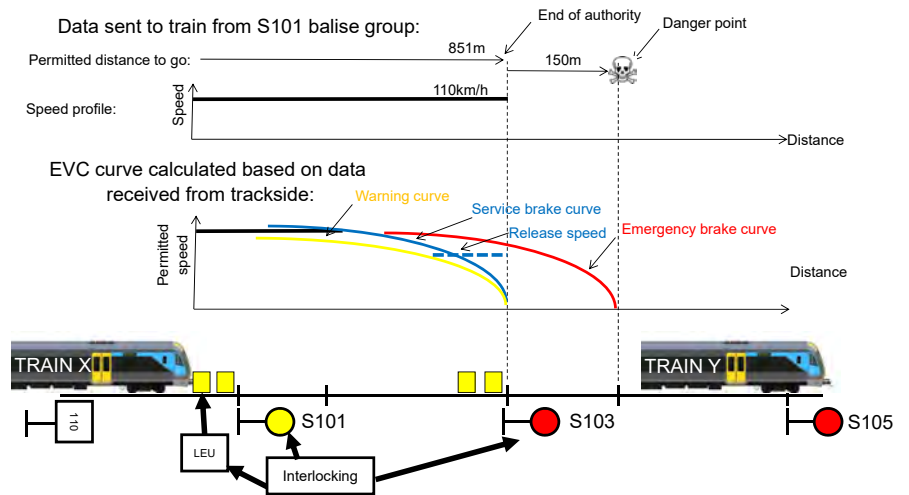 Data sent to train from S101 balise group:
End of authority
Danger point
851m
Permitted distance to go:
150m
110km/h
Speed
Speed profile:
Distance
EVC curve calculated based on data
received from trackside:
Warning curve
Service brake curve
Release speed
Emergency brake curve
Permitted
speed
Distance
TRAIN X
TRAIN Y
110
S101
S103
S105
LEU
Interlocking